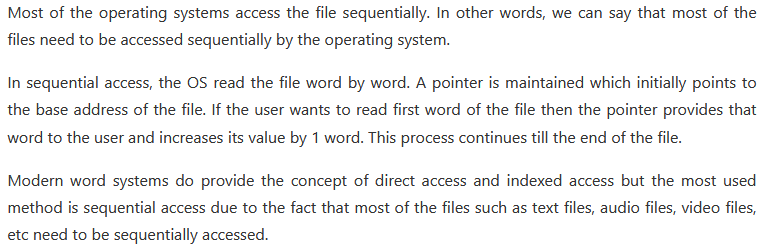 Most of the operating systems access the file sequentially. In other words, we can say that most of the
files need to be accessed sequentially by the operating system.
In sequential access, the OS read the file word by word. A pointer is maintained which initially points to
the base address of the file. If the user wants to read first word of the file then the pointer provides that
word to the user and increases its value by 1 word. This process continues till the end of the file.
Modern word systems do provide the concept of direct access and indexed access but the most used
method is sequential access due to the fact that most of the files such as text files, audio files, video files,
etc need to be sequentially accessed.